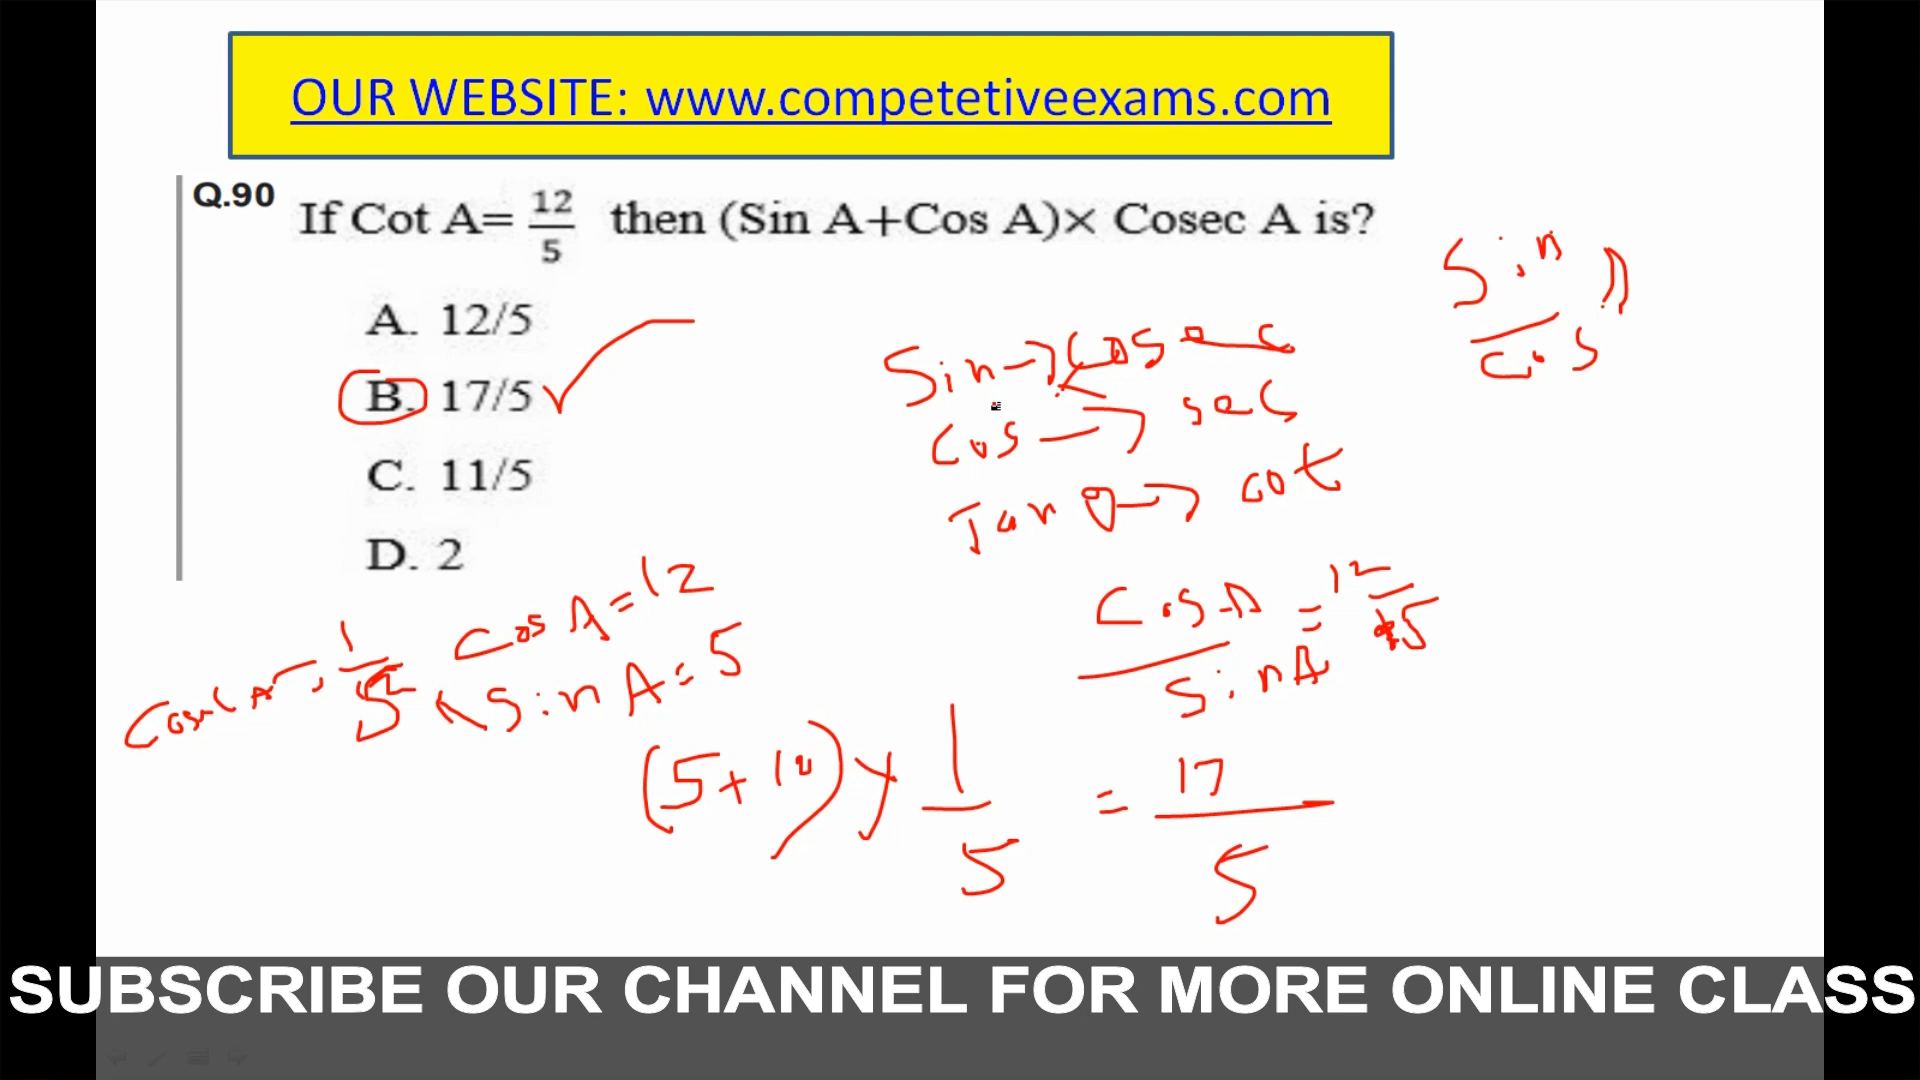 OUR WEBSITE: www.competetiveexams.com
Q.90 If Cot A= 12/5 then (Sin A+Cos A)× Cosec A is?
A. 12/5
B. 17/5
C. 11/5
D. 2
Sin
cos
Sin → cosec
cos → sec
Tan θ → cot
cos A = 12
Sin A = 5
cosec A = 1/5
cos A / Sin A = 12/5
(5+12) × 1/5 = 17/5
SUBSCRIBE OUR CHANNEL FOR MORE ONLINE CLASS